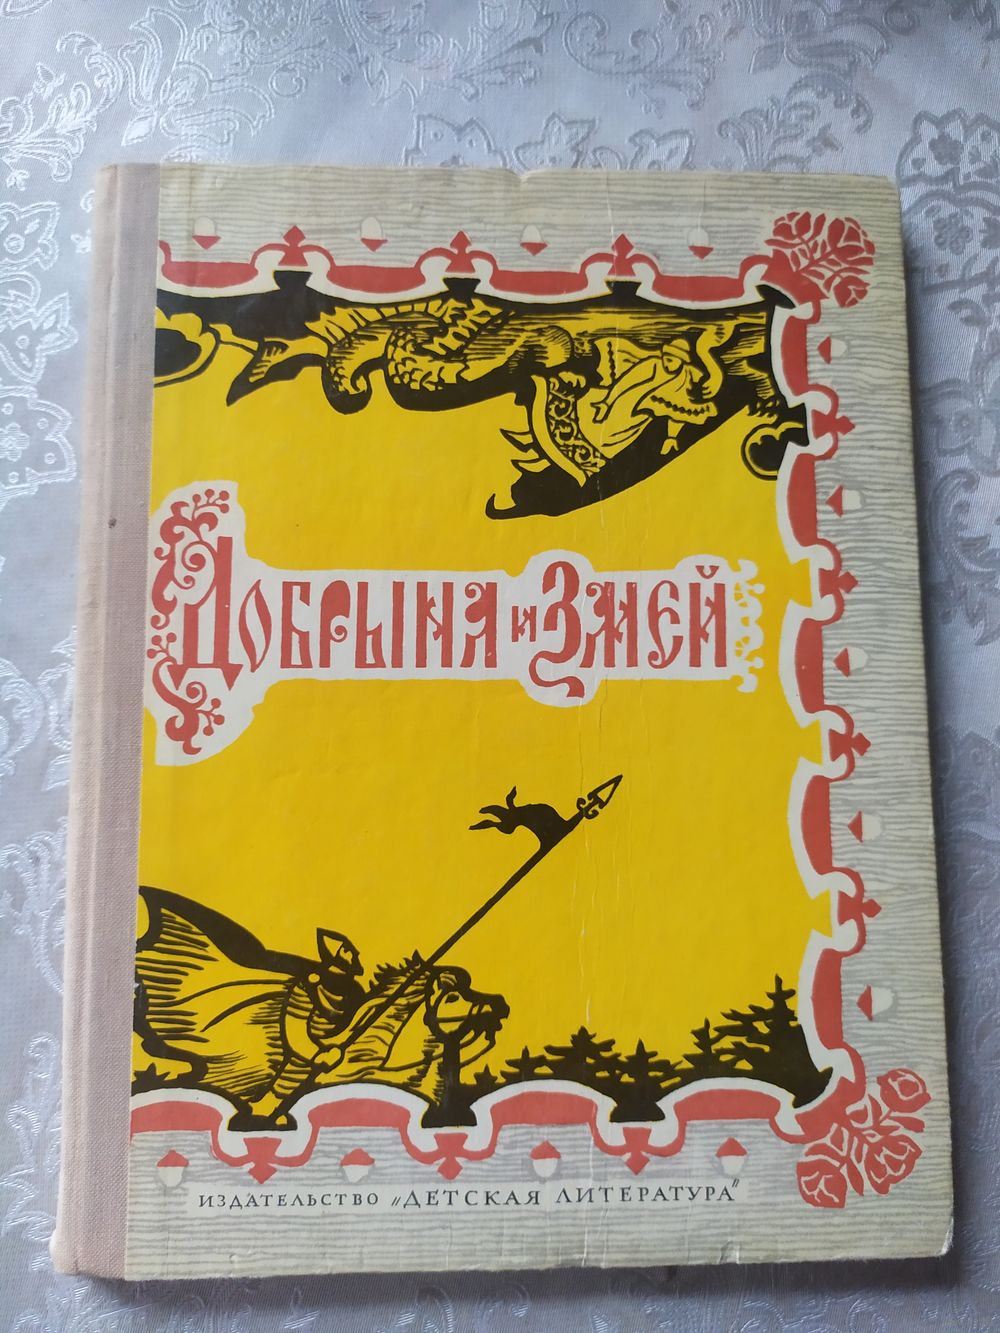 Добрыня и Змей
ИЗДАТЕЛЬСТВО „ДЕТСКАЯ ЛИТЕРАТУРА"